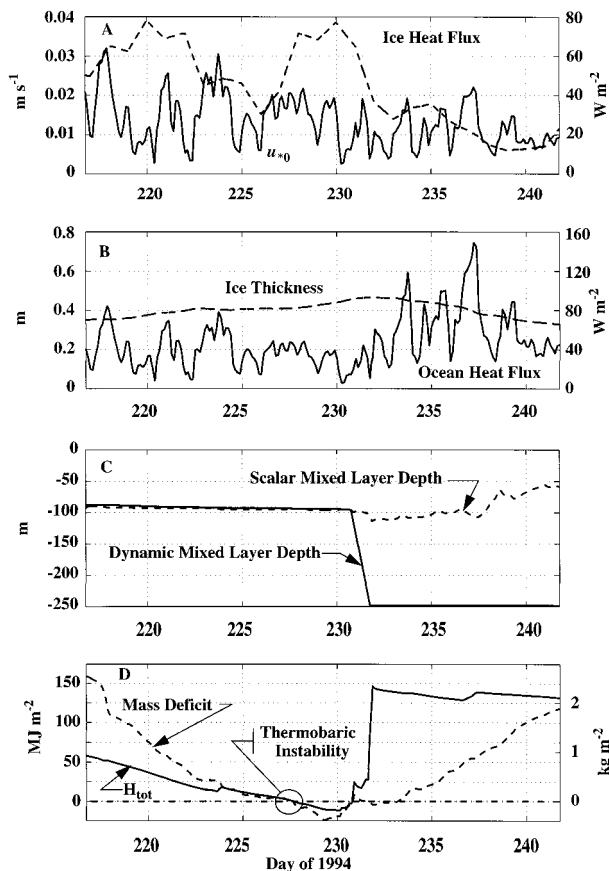 A
Ice Heat Flux
0.04
0.03
0.02
0.01
0
m s-1
80
60
40
20
0
W m-2
u*0
220
225
230
235
240
B
Ice Thickness
Ocean Heat Flux
0.8
0.6
0.4
0.2
0
m
160
120
80
40
0
W m-2
220
225
230
235
240
C
Scalar Mixed Layer Depth
Dynamic Mixed Layer Depth
0
-50
-100
-150
-200
-250
m
220
225
230
235
240
D
Mass Deficit
Thermobaric
Instability
Htot
150
100
50
25
0
MJ m-2
2
1
0
kg m-2
220
225
230
235
240
Day of 1994